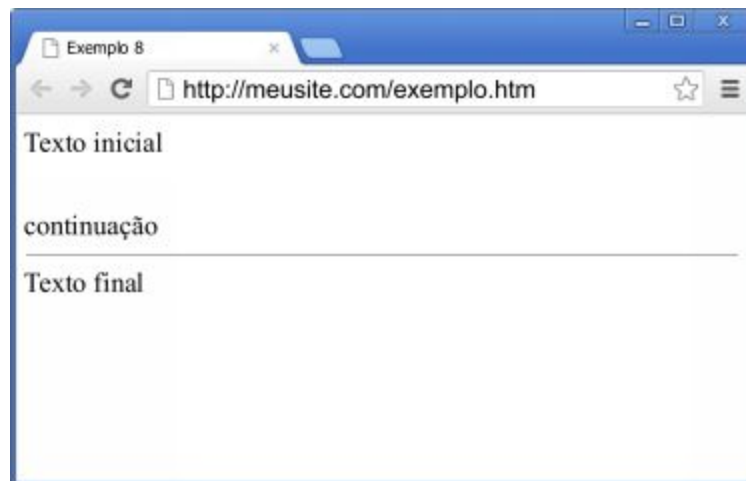 Exemplo 8
http://meusite.com/exemplo.htm
Texto inicial
continuação
Texto final